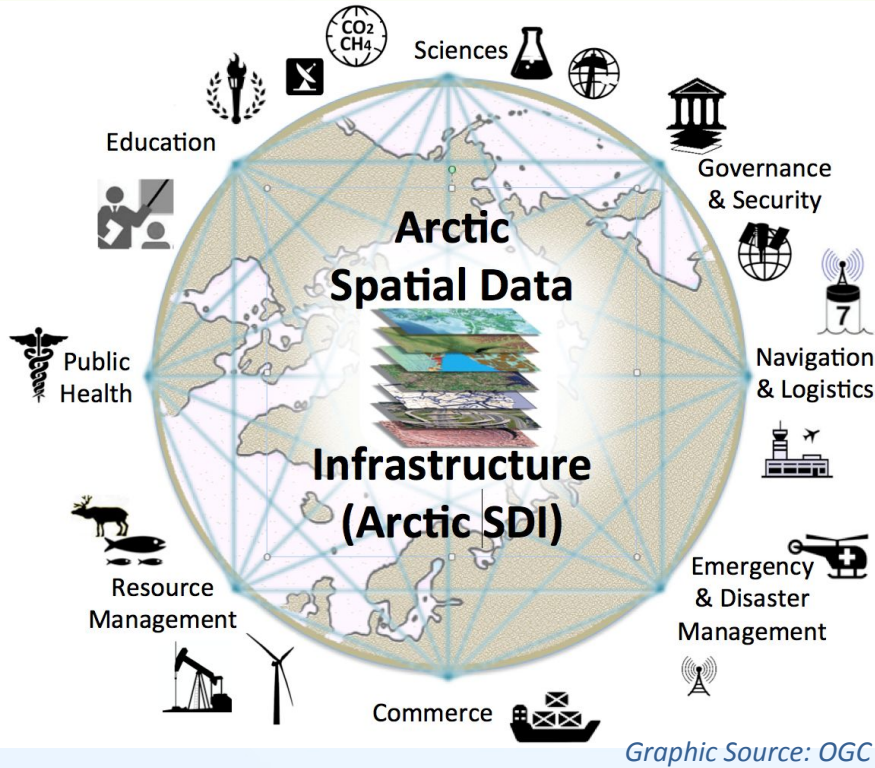 CO2
CH4
Sciences
Education
Governance
& Security
Arctic
Spatial Data
7
Public
Health
Navigation
& Logistics
Infrastructure
(Arctic SDI)
Resource
Management
Emergency
& Disaster
Management
Commerce
Graphic Source: OGC